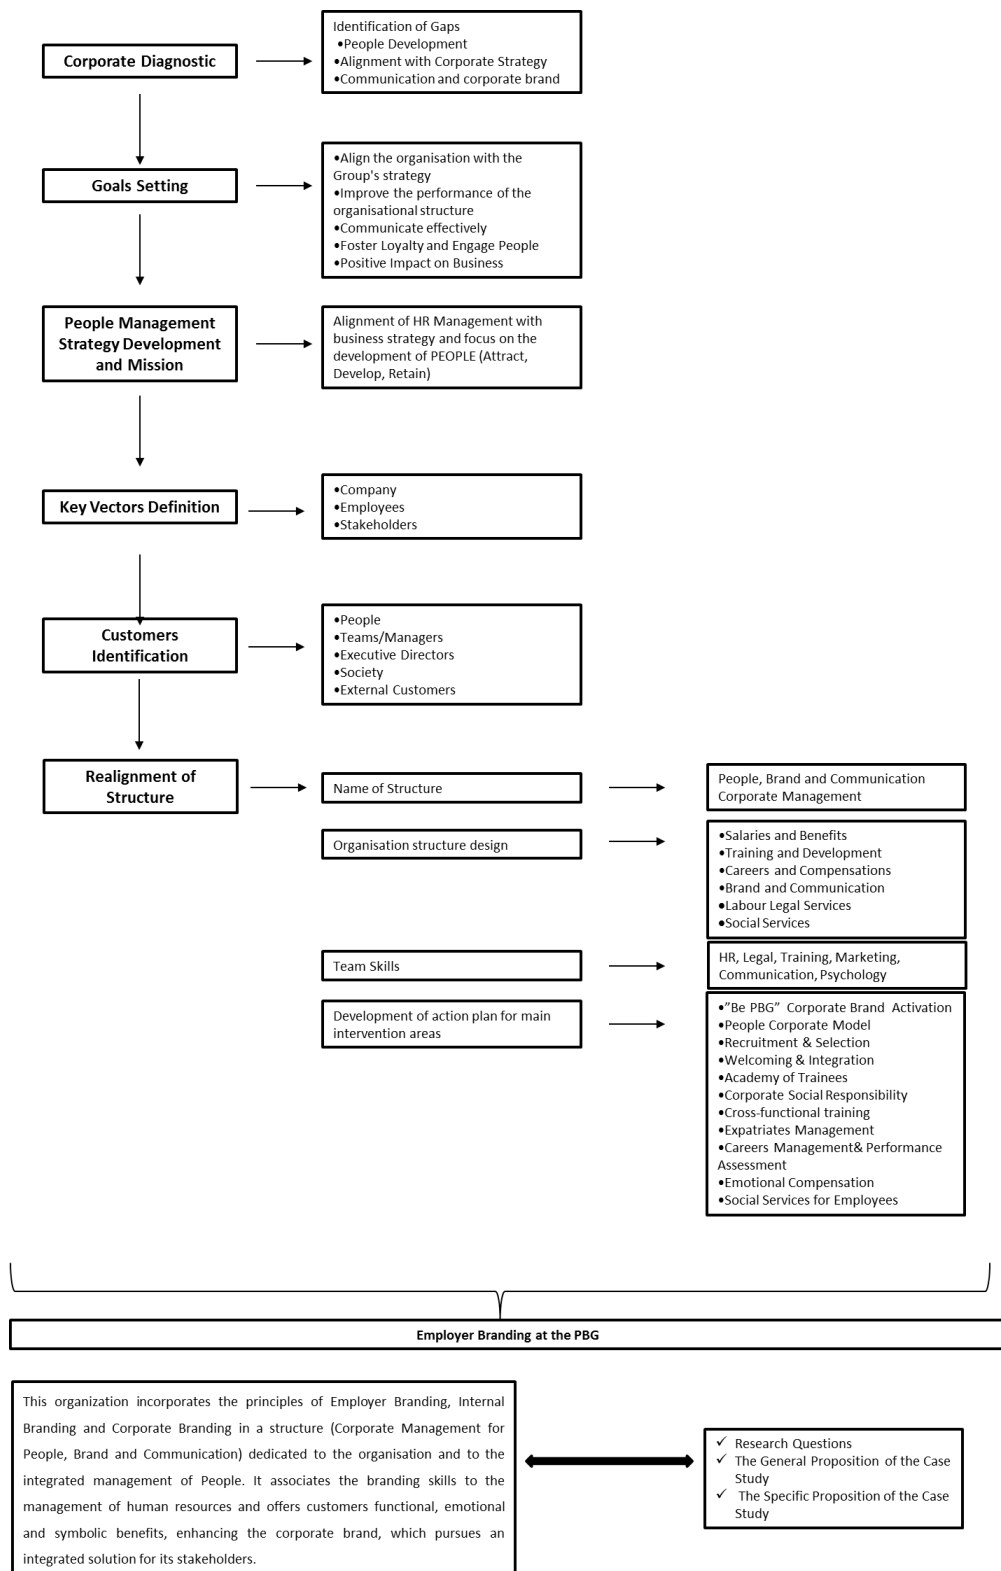 Identification of Gaps
•People Development
•Alignment with Corporate Strategy
•Communication and corporate brand
Corporate Diagnostic
•Align the organisation with the
Group's strategy
•Improve the performance of the
organisational structure
•Communicate effectively
•Foster Loyalty and Engage People
•Positive Impact on Business
Goals Setting
People Management
Strategy Development
and Mission
Alignment of HR Management with
business strategy and focus on the
development of PEOPLE (Attract,
Develop, Retain)
Key Vectors Definition
•Company
•Employees
•Stakeholders
Customers
Identification
•People
•Teams/Managers
•Executive Directors
•Society
•External Customers
Realignment of
Structure
Name of Structure
People, Brand and Communication
Corporate Management
Organisation structure design
•Salaries and Benefits
•Training and Development
•Careers and Compensations
•Brand and Communication
•Labour Legal Services
•Social Services
Team Skills
HR, Legal, Training, Marketing,
Communication, Psychology
Development of action plan for main
intervention areas
•”Be PBG” Corporate Brand Activation
•People Corporate Model
•Recruitment & Selection
•Welcoming & Integration
•Academy of Trainees
•Corporate Social Responsibility
•Cross-functional training
•Expatriates Management
•Careers Management& Performance
Assessment
•Emotional Compensation
•Social Services for Employees
Employer Branding at the PBG
This organization incorporates the principles of Employer Branding, Internal
Branding and Corporate Branding in a structure (Corporate Management for
People, Brand and Communication) dedicated to the organisation and to the
integrated management of People. It associates the branding skills to the
management of human resources and offers customers functional, emotional
and symbolic benefits, enhancing the corporate brand, which pursues an
integrated solution for its stakeholders.
✓ Research Questions
✓ The General Proposition of the Case
Study
✓ The Specific Proposition of the Case
Study